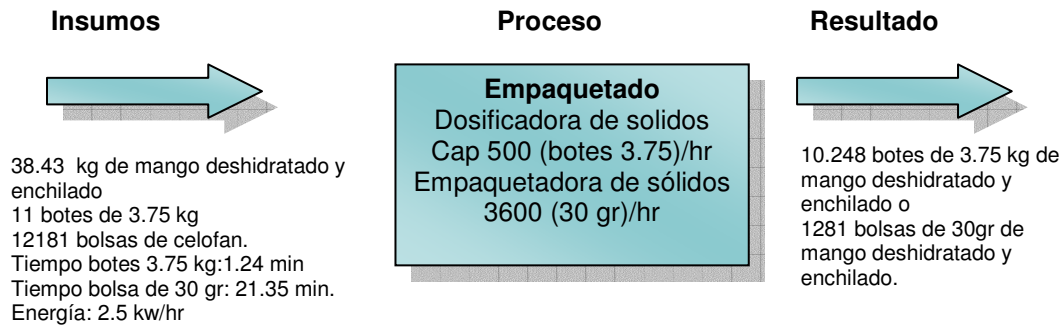 Insumos
Proceso
Resultado
38.43 kg de mango deshidratado y
enchilado
11 botes de 3.75 kg
12181 bolsas de celofan.
Tiempo botes 3.75 kg:1.24 min
Tiempo bolsa de 30 gr: 21.35 min.
Energía: 2.5 kw/hr
Empaquetado
Dosificadora de solidos
Cap 500 (botes 3.75)/hr
Empaquetadora de sólidos
3600 (30 gr)/hr
10.248 botes de 3.75 kg de
mango deshidratado y
enchilado o
1281 bolsas de 30gr de
mango deshidratado y
enchilado.